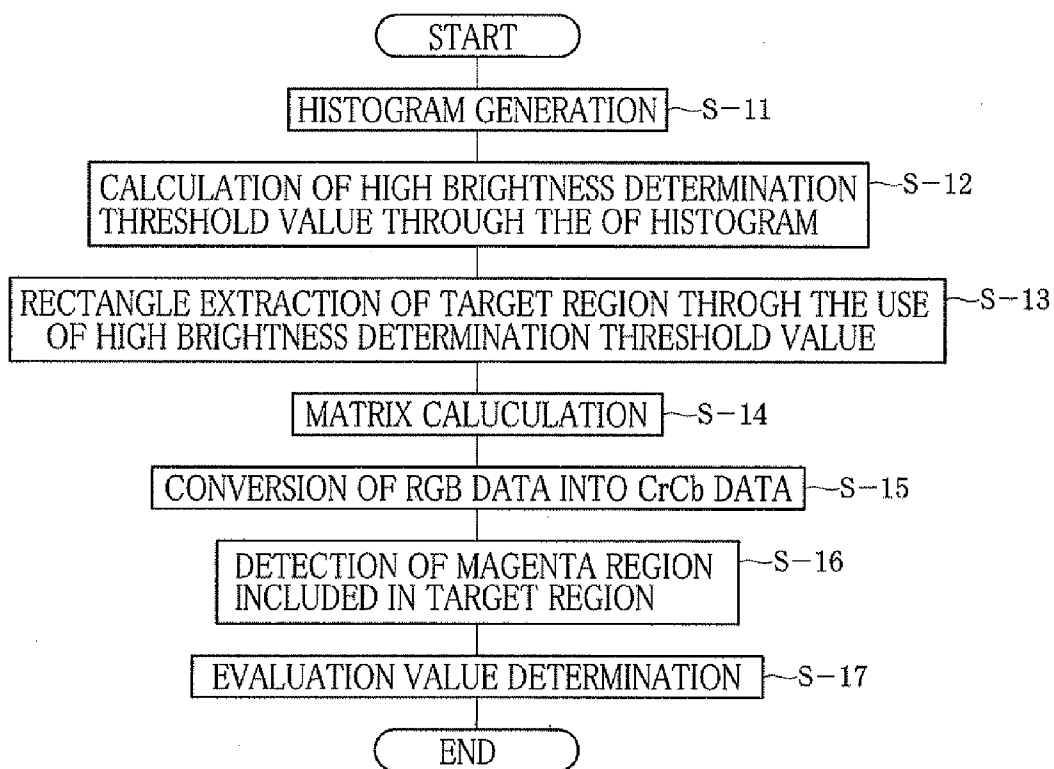 START
HISTOGRAM GENERATION
S-11
CALCULATION OF HIGH BRIGHTNESS DETERMINATION
THRESHOLD VALUE THROUGH THE OF HISTOGRAM
S-12
RECTANGLE EXTRACTION OF TARGET REGION THROGH THE USE
OF HIGH BRIGHTNESS DETERMINATION THRESHOLD VALUE
S-13
MATRIX CALUCULATION
S-14
CONVERSION OF RGB DATA INTO CrCb DATA
S-15
DETECTION OF MAGENTA REGION
INCLUDED IN TARGET REGION
S-16
EVALUATION VALUE DETERMINATION
S-17
END